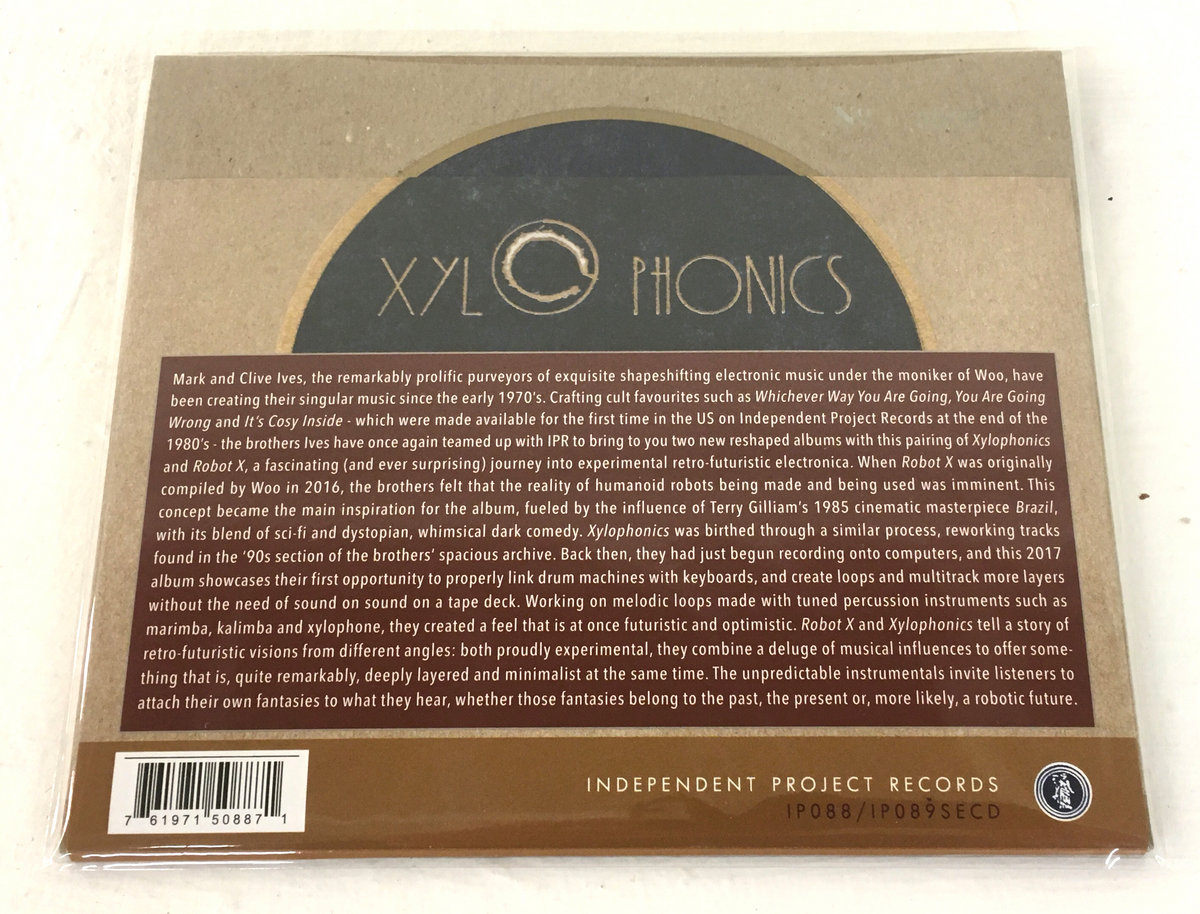 XYLOPHONICS
Mark and Clive Ives, the remarkably prolific purveyors of exquisite shapeshifting electronic music under the moniker of Woo, have
been creating their singular music since the early 1970's. Crafting cult favourites such as Whichever Way You Are Going, You Are Going
Wrong and It's Cosy Inside - which were made available for the first time in the US on Independent Project Records at the end of the
1980's - the brothers Ives have once again teamed up with IPR to bring to you two new reshaped albums with this pairing of Xylophonics
and Robot X, a fascinating (and ever surprising) journey into experimental retro-futuristic electronica. When Robot X was originally
compiled by Woo in 2016, the brothers felt that the reality of humanoid robots being made and being used was imminent. This
concept became the main inspiration for the album, fueled by the influence of Terry Gilliam's 1985 cinematic masterpiece Brazil,
with its blend of sci-fi and dystopian, whimsical dark comedy. Xylophonics was birthed through a similar process, reworking tracks
found in the '90s section of the brothers' spacious archive. Back then, they had just begun recording onto computers, and this 2017
album showcases their first opportunity to properly link drum machines with keyboards, and create loops and multitrack more layers
without the need of sound on sound on a tape deck. Working on melodic loops made with tuned percussion instruments such as
marimba, kalimba and xylophone, they created a feel that is at once futuristic and optimistic. Robot X and Xylophonics tell a story of
retro-futuristic visions from different angles: both proudly experimental, they combine a deluge of musical influences to offer some-
thing that is, quite remarkably, deeply layered and minimalist at the same time. The unpredictable instrumentals invite listeners to
attach their own fantasies to what they hear, whether those fantasies belong to the past, the present or, more likely, a robotic future.
INDEPENDENT PROJECT RECORDS
IP088/IP089SECD
7 61971 50887 1